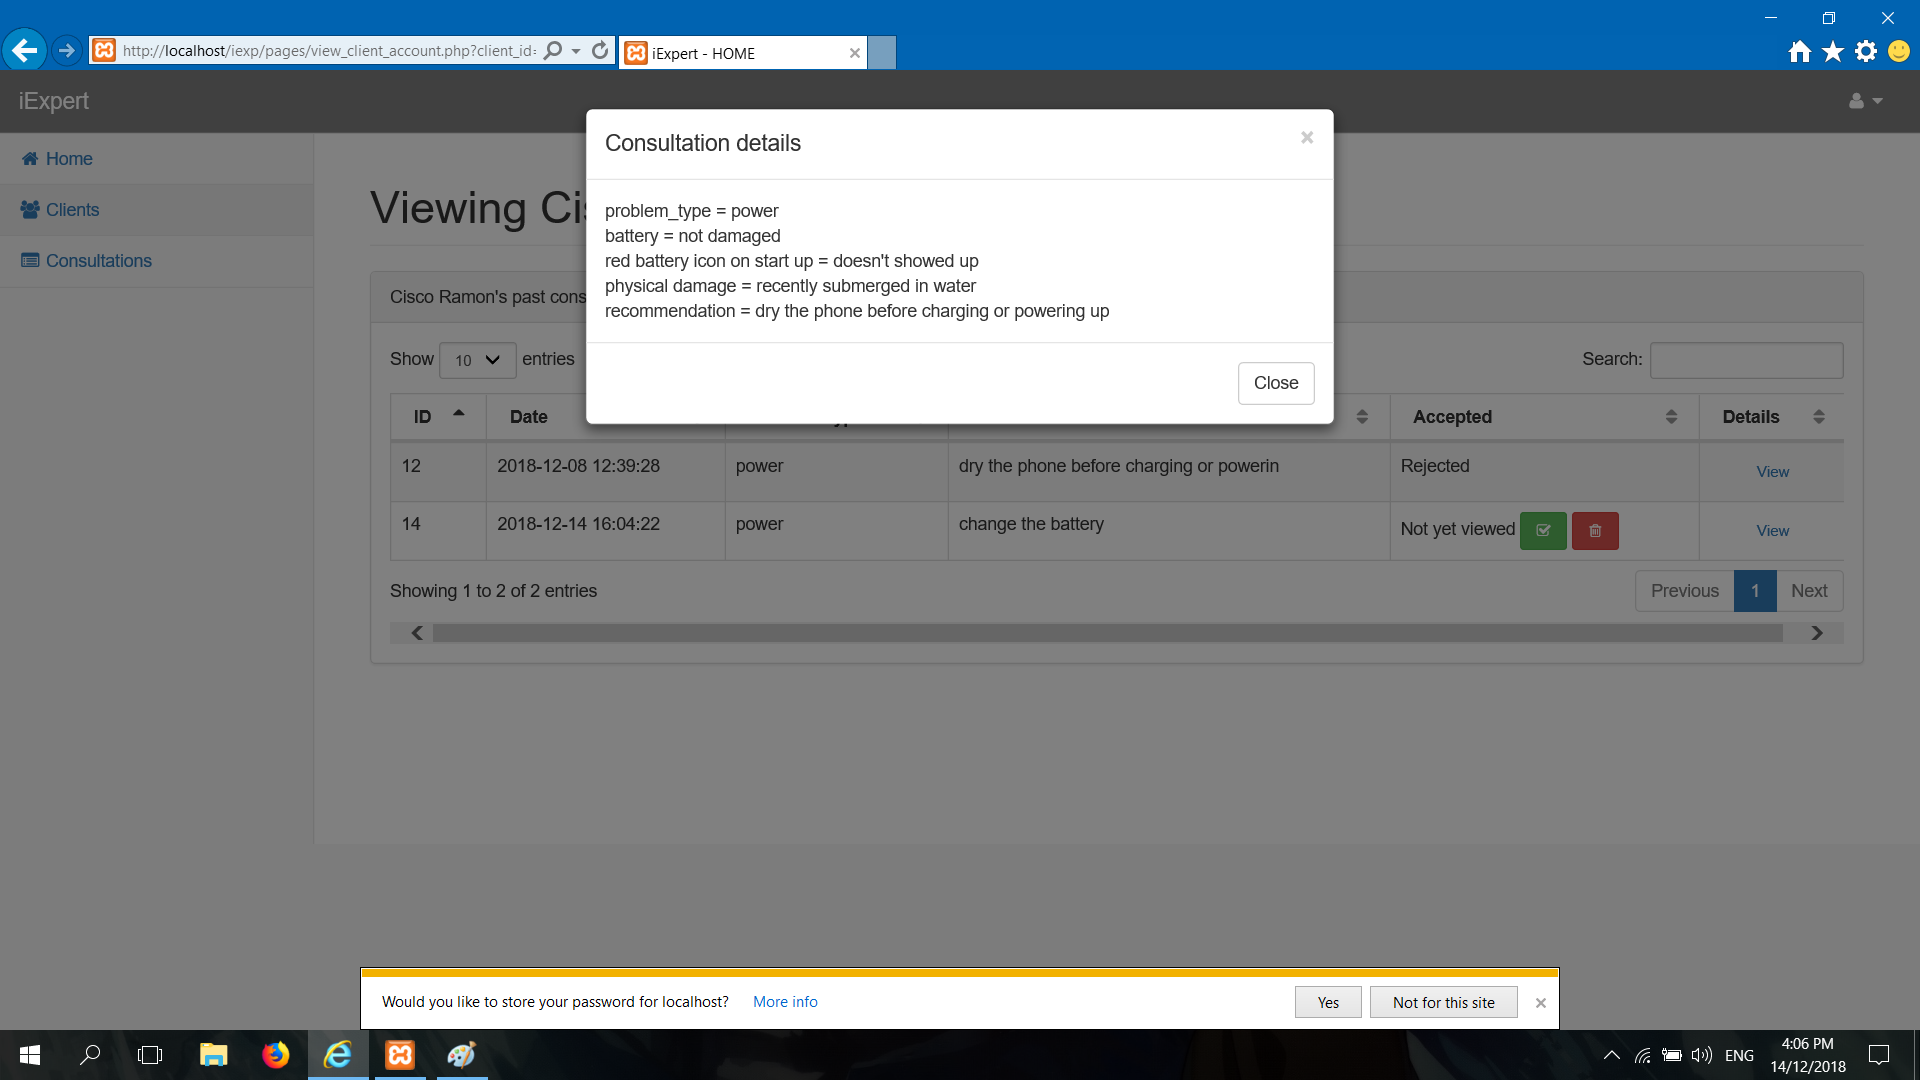 http://localhost/iexp/pages/view_client_account.php?client_id=
iExpert - HOME
iExpert
Home
Clients
Consultations
Viewing
Consultation details
problem_type = power
battery = not damaged
red battery icon on start up = doesn't showed up
physical damage = recently submerged in water
recommendation = dry the phone before charging or powering up
Close
Cisco Ramon's past
Show 10 entries
Search:
ID Date Accepted Details
12 2018-12-08 12:39:28 power dry the phone before charging or powerin Rejected View
14 2018-12-14 16:04:22 power change the battery Not yet viewed View
Showing 1 to 2 of 2 entries
Previous 1 Next
Would you like to store your password for localhost? More info Yes Not for this site
ENG
4:06 PM
14/12/2018